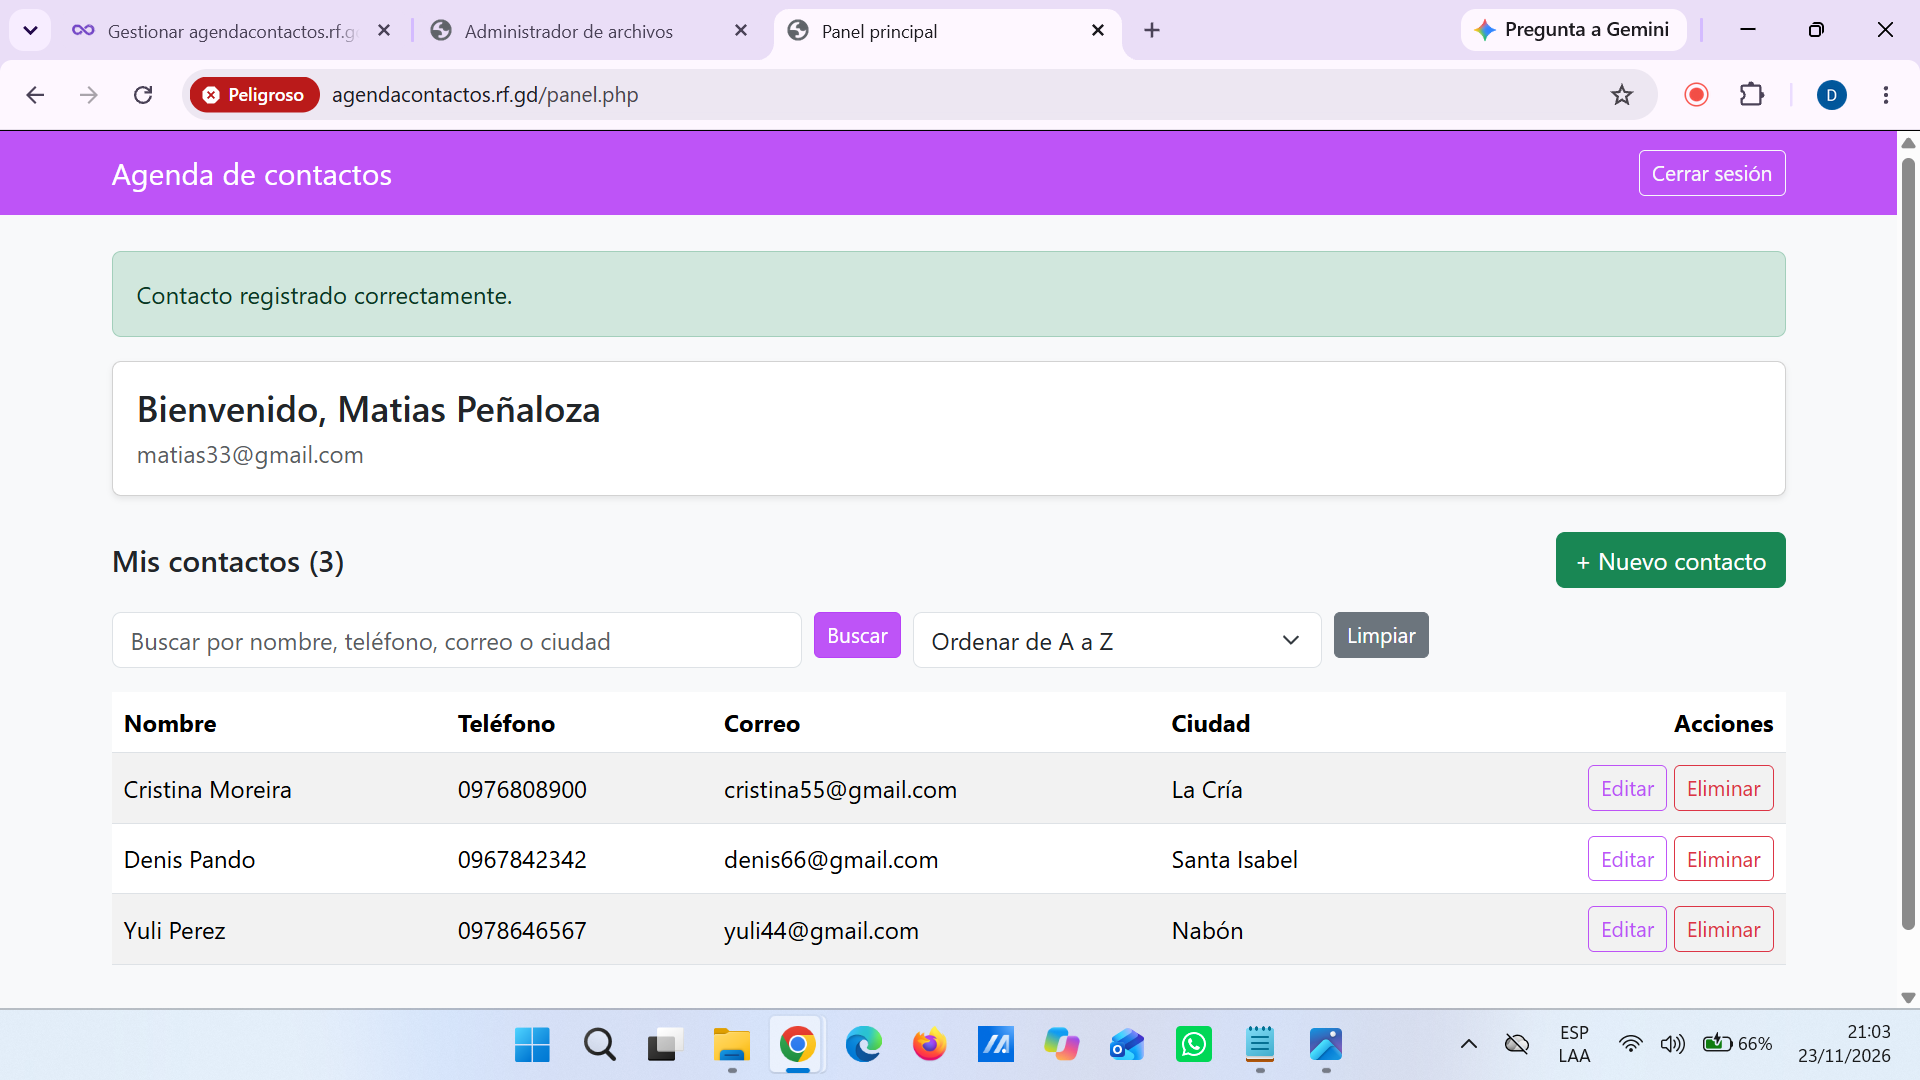 Gestionar agendacontactos.rf.g
Administrador de archivos
Panel principal
Pregunta a Gemini
Peligroso
agendacontactos.rf.gd/panel.php
D
Agenda de contactos
Cerrar sesión
Contacto registrado correctamente.
Bienvenido, Matias Peñaloza
matias33@gmail.com
Mis contactos (3)
+ Nuevo contacto
Buscar por nombre, teléfono, correo o ciudad
Buscar
Ordenar de A a Z
Limpiar
Nombre Teléfono Correo Ciudad Acciones
Cristina Moreira 0976808900 cristina55@gmail.com La Cría Editar Eliminar
Denis Pando 0967842342 denis66@gmail.com Santa Isabel Editar Eliminar
Yuli Perez 0978646567 yuli44@gmail.com Nabón Editar Eliminar
ESP
LAA
66%
21:03
23/11/2026